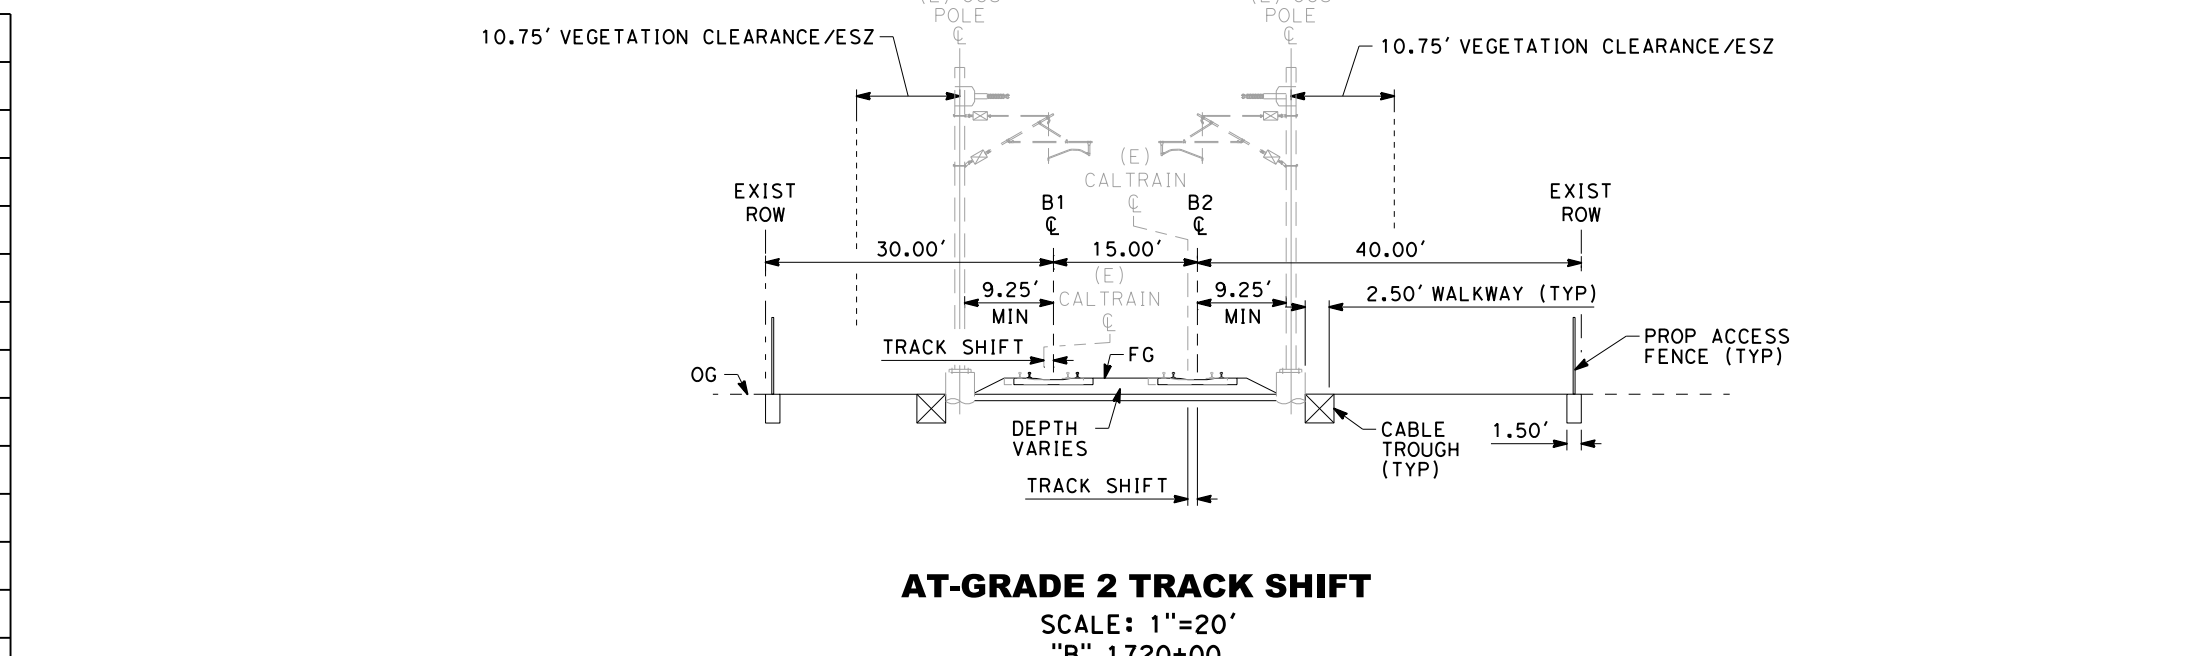 POLE
℄
POLE
℄
10.75' VEGETATION CLEARANCE/ESZ
10.75' VEGETATION CLEARANCE/ESZ
(E)
CALTRAIN
℄
EXIST
ROW
B1
℄
B2
℄
EXIST
ROW
30.00'
15.00'
40.00'
(E)
CALTRAIN
℄
9.25'
MIN
9.25'
MIN
2.50' WALKWAY (TYP)
TRACK SHIFT
FG
PROP ACCESS
FENCE (TYP)
OG
DEPTH
VARIES
CABLE
TROUGH
(TYP)
1.50'
TRACK SHIFT
AT-GRADE 2 TRACK SHIFT
SCALE: 1"=20'
"B" 1720+00